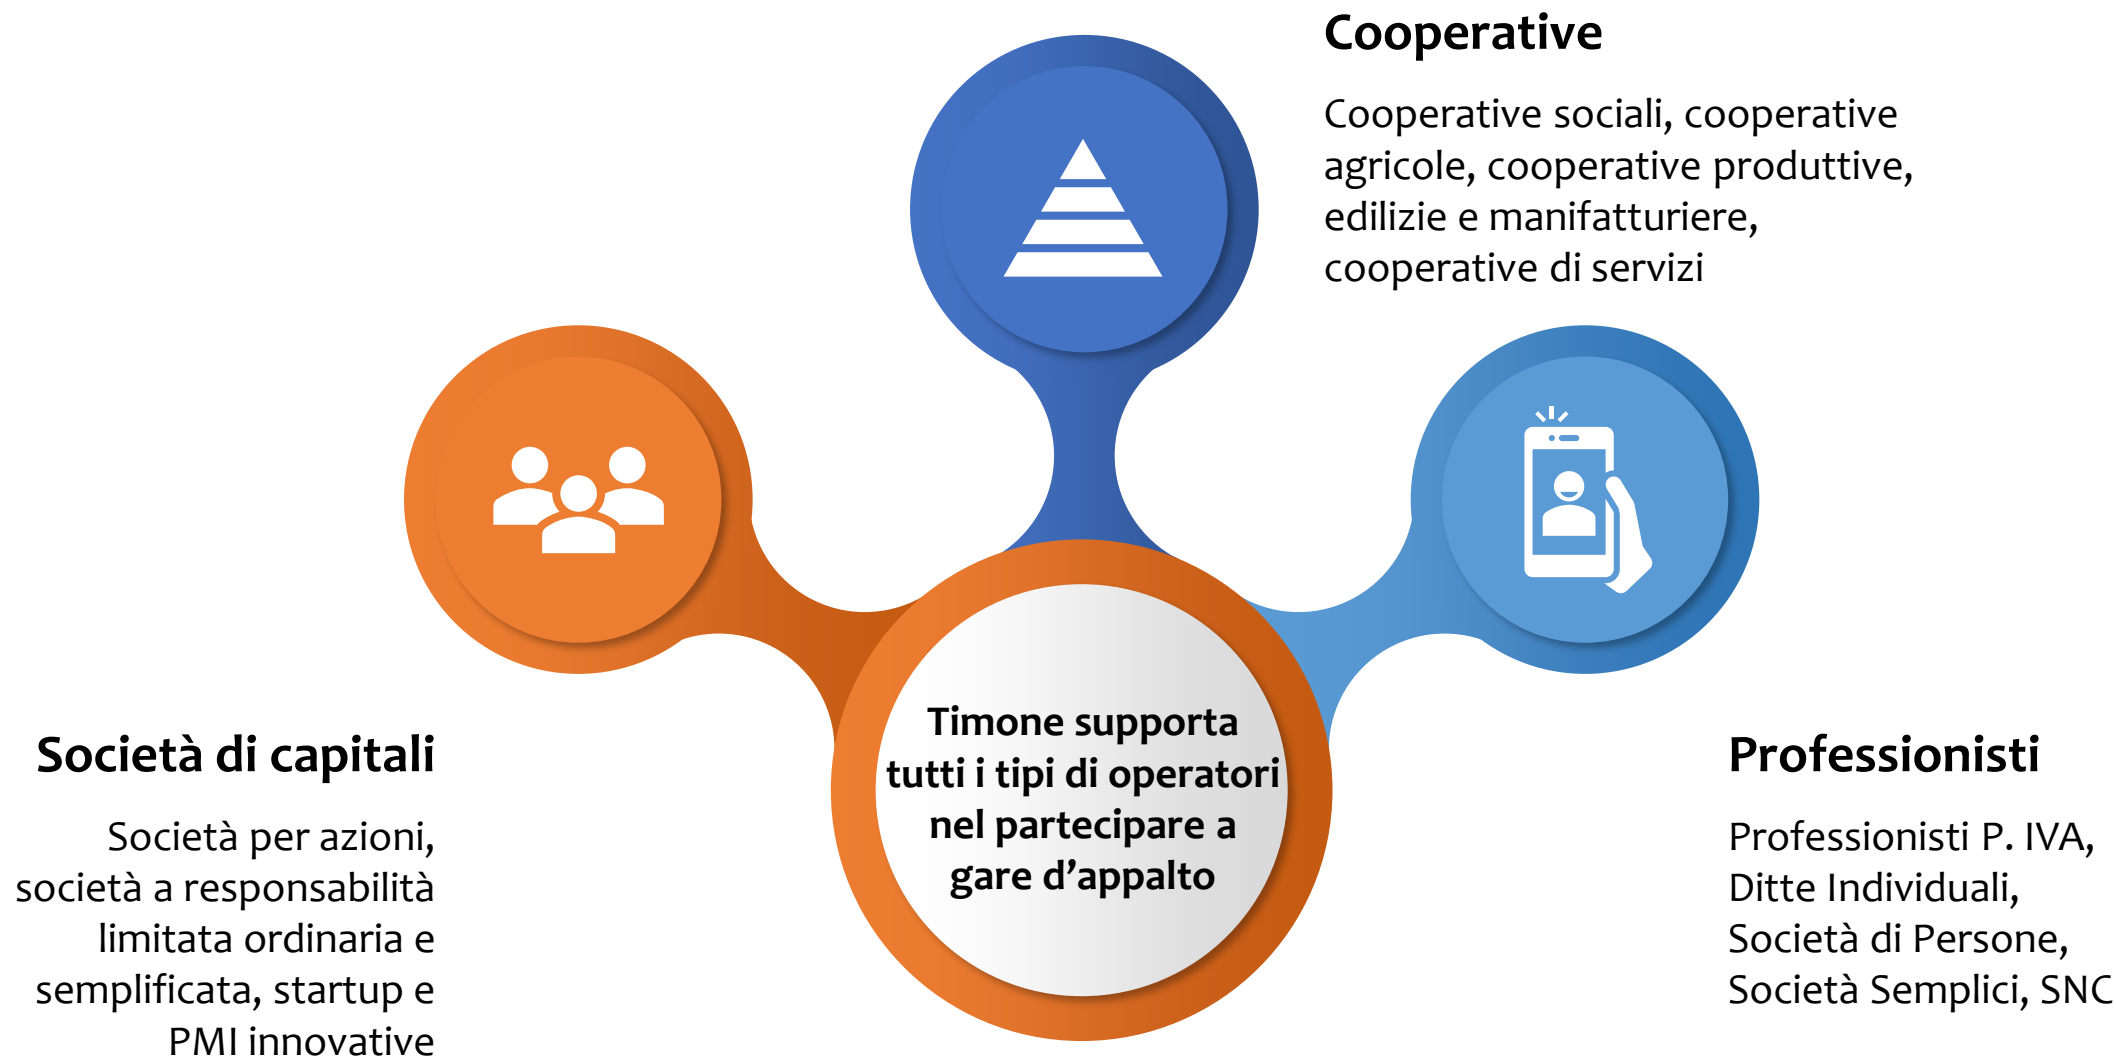 Cooperative
Cooperative sociali, cooperative
agricole, cooperative produttive,
edilizie e manifatturiere,
cooperative di servizi
Timone supporta
tutti i tipi di operatori
nel partecipare a
gare d’appalto
Società di capitali
Società per azioni,
società a responsabilità
limitata ordinaria e
semplificata, startup e
PMI innovative
Professionisti
Professionisti P. IVA,
Ditte Individuali,
Società di Persone,
Società Semplici, SNC